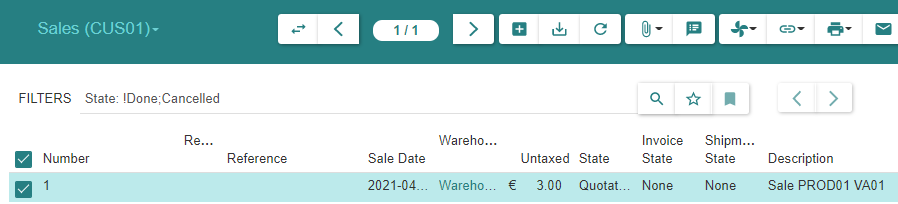 Sales (CUS01)
1 / 1
FILTERS State: !Done;Cancelled
Re... Wareho... Invoice Shipm...
Number Reference Sale Date Untaxed State State State Description
1 2021-04... Wareho... € 3.00 Quotat... None None Sale PROD01 VA01